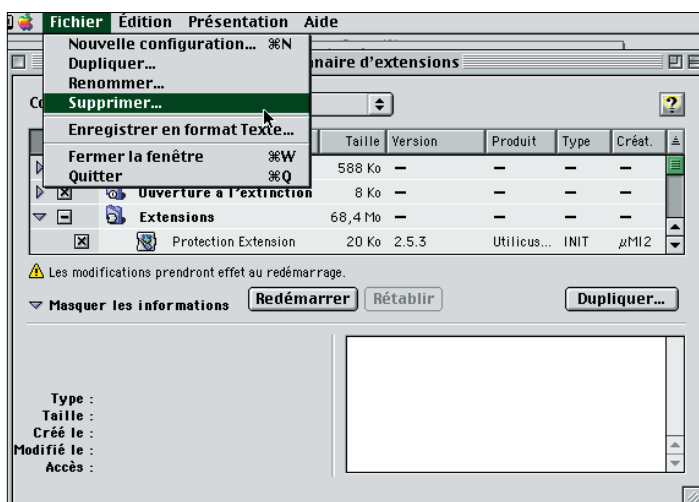 Fichier Édition Présentation Aide
Nouvelle configuration... ⌘N
Dupliquer...
Renommer...
Supprimer...
Enregistrer en format Texte...
Fermer la fenêtre ⌘W
Quitter ⌘Q
naire d'extensions
Co
Taille Version Produit Type Créat.
588 Ko — — — —
Ouverture à l'extinction 8 Ko — — — —
Extensions 68,4 Mo — — — —
Protection Extension 20 Ko 2.5.3 Utilicus... INIT µMI2
Les modifications prendront effet au redémarrage.
Masquer les informations Redémarrer Rétablir Dupliquer...
Type :
Taille :
Créé le :
Modifié le :
Accès :